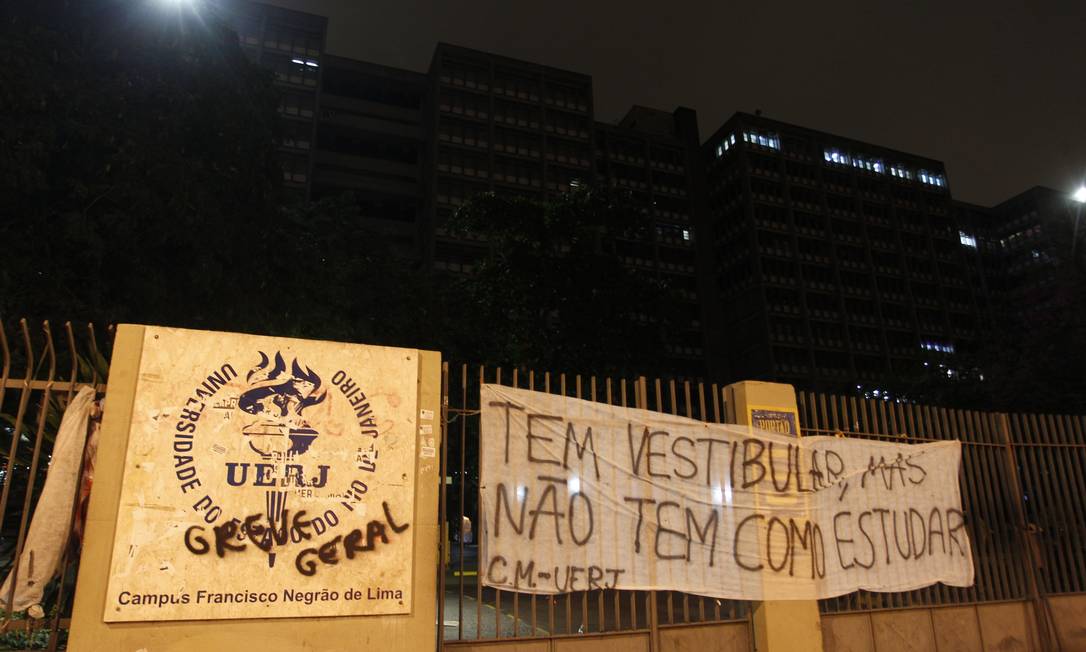 UNIVERSIDADE DO ESTADO DO RIO DE JANEIRO
UERJ
GREVE
GERAL
Campus Francisco Negrão de Lima
PORTÃO
TEM VESTIBULAR, MAS
NÃO TEM COMO ESTUDAR
C.M.-UERJ